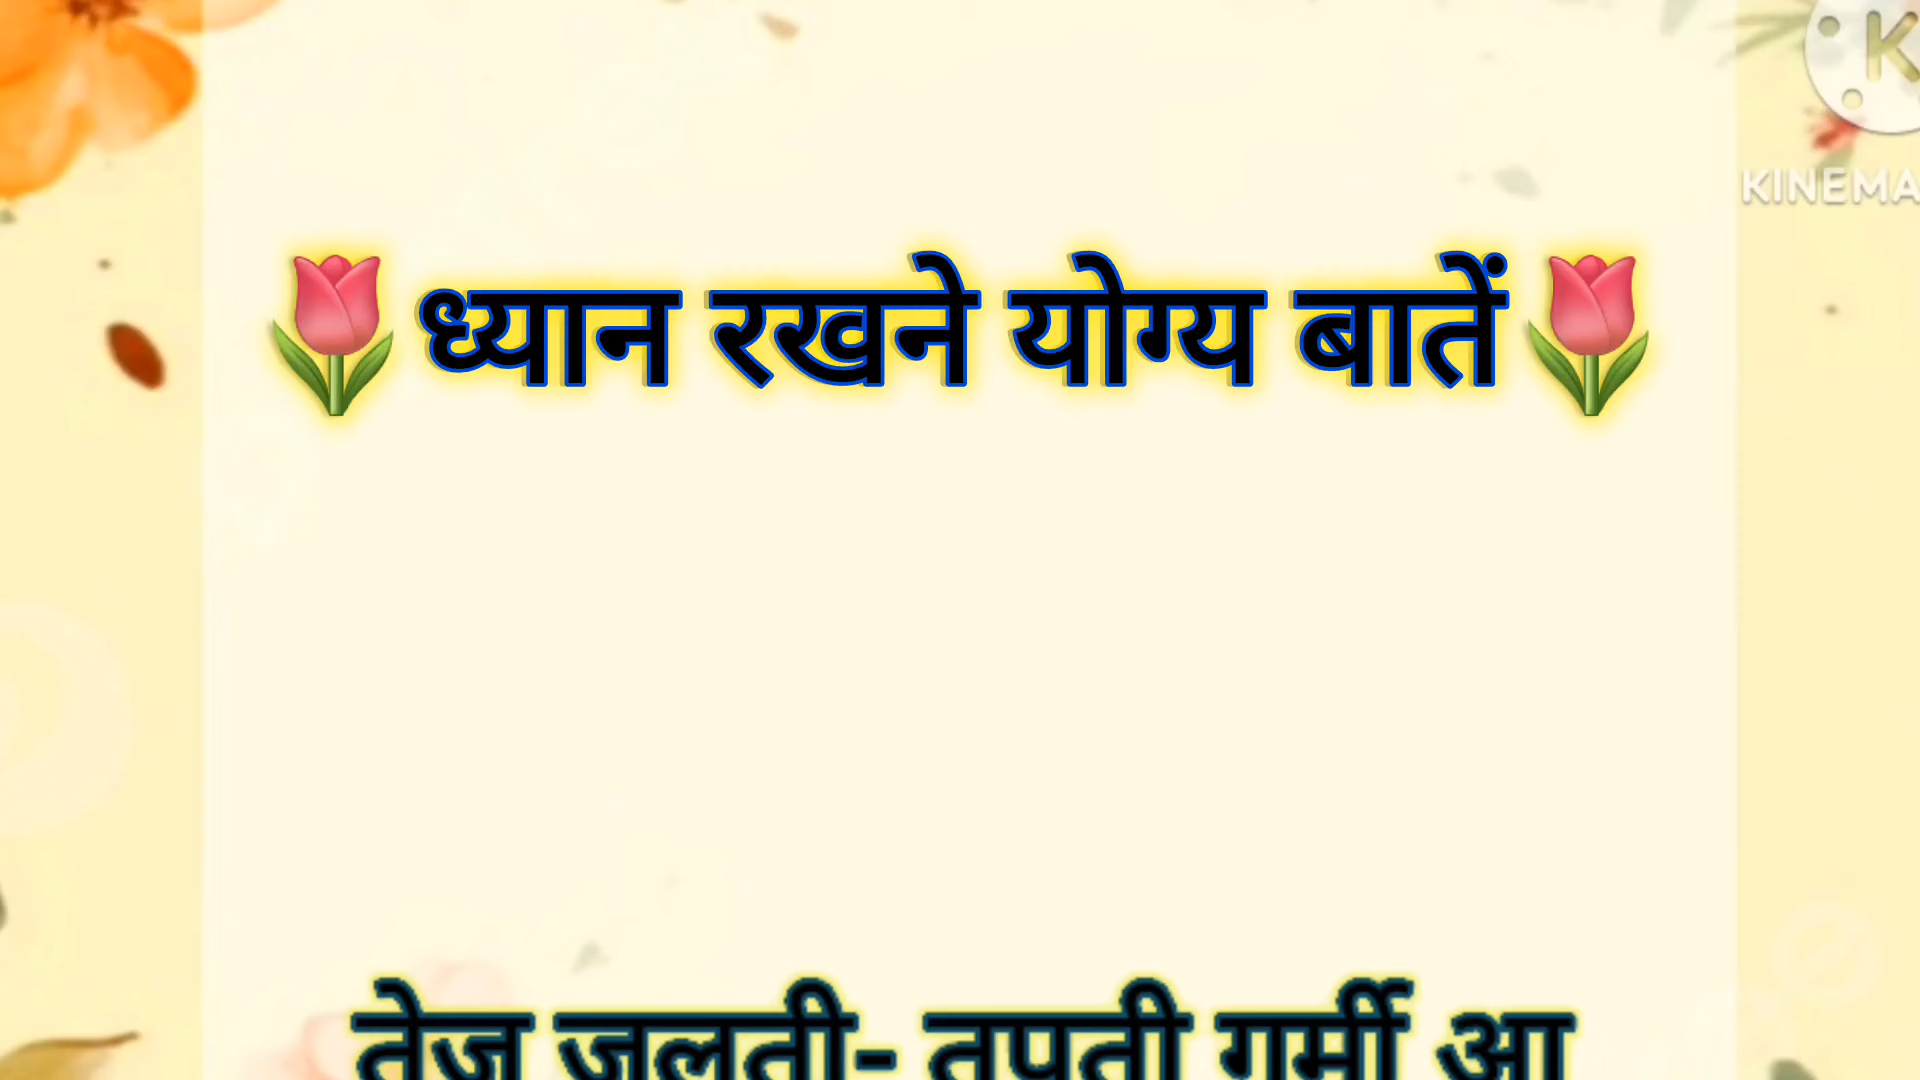 K
KINEMA
🌷ध्यान रखने योग्य बातें🌷
तेज जलती- तपती गर्मी आ